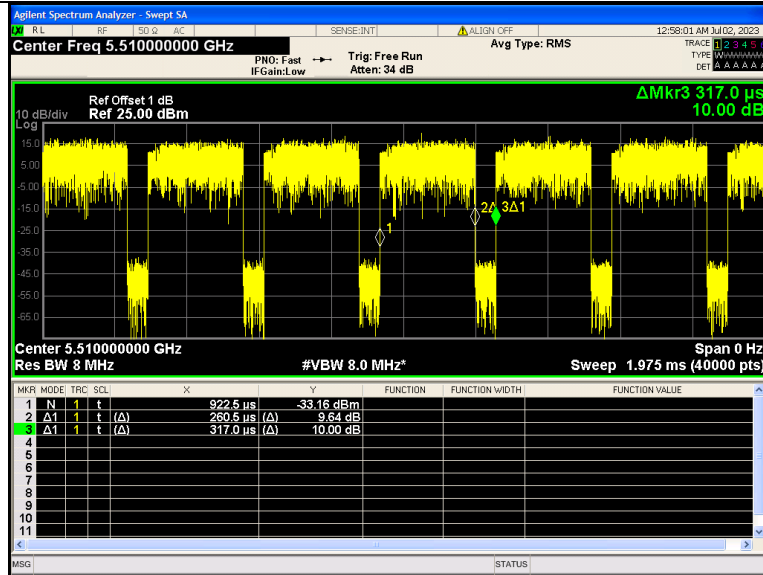 Agilent Spectrum Analyzer - Swept SA
LXI RL RF 50 Ω AC SENSE:INT ALIGN OFF 12:58:01 AM Jul 02, 2023
Center Freq 5.510000000 GHz
PNO: Fast
IFGain:Low
Trig: Free Run
Atten: 34 dB
Avg Type: RMS
TRACE 1 2 3 4 5
TYPE
DET A A A A A
ΔMkr3 317.0 µs
10.00 dB
Ref Offset 1 dB
10 dB/div Ref 25.00 dBm
Log
15.0
5.00
-5.00
-15.0
-25.0
-35.0
-45.0
-55.0
-65.0
1
2Δ 3Δ1
Center 5.510000000 GHz Span 0 Hz
Res BW 8 MHz #VBW 8.0 MHz* Sweep 1.975 ms (40000 pts)
MKR MODE TRC SCL X Y FUNCTION FUNCTION WIDTH FUNCTION VALUE
1 N 1 t 922.5 µs -33.16 dBm
2 Δ1 1 t (Δ) 260.5 µs (Δ) 9.64 dB
3 Δ1 1 t (Δ) 317.0 µs (Δ) 10.00 dB
4
5
6
7
8
9
10
11
MSG STATUS